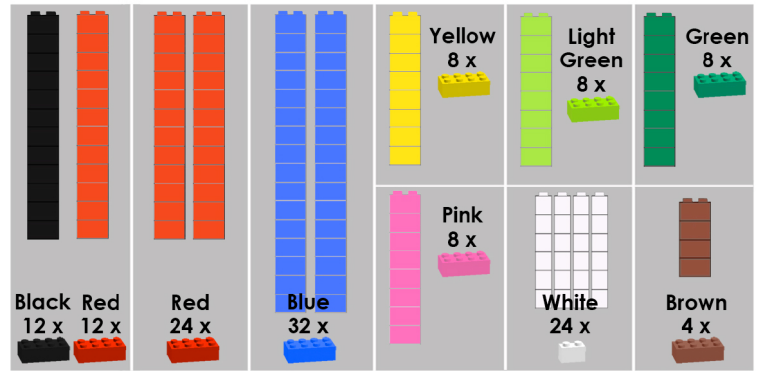 Yellow
8 x
Light
Green
8 x
Green
8 x
Pink
8 x
Black
12 x
Red
12 x
Red
24 x
Blue
32 x
White
24 x
Brown
4 x